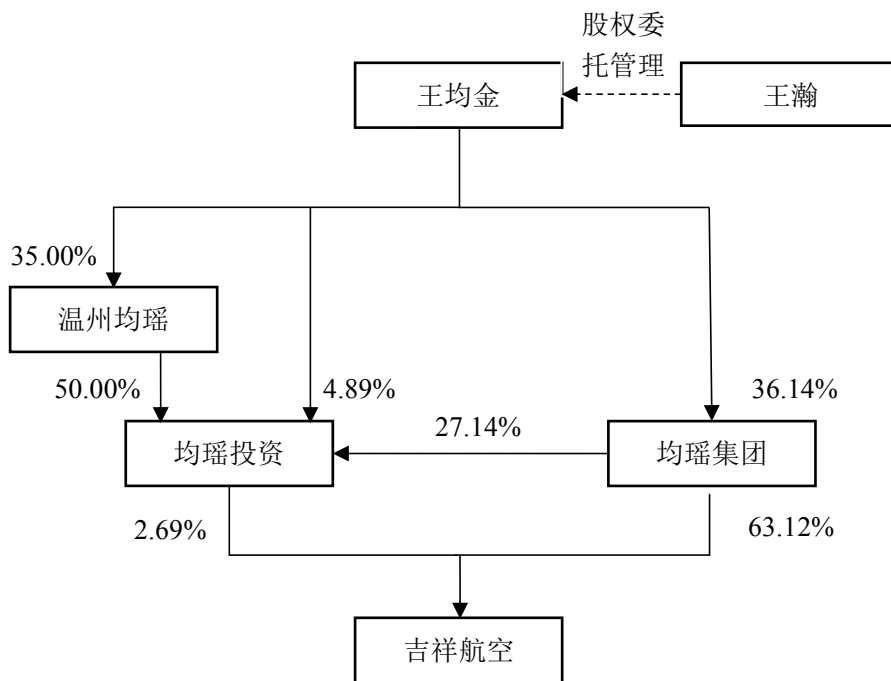 股权委
托管理
王均金
王瀚
35.00%
温州均瑶
50.00%
4.89%
36.14%
27.14%
均瑶投资
均瑶集团
2.69%
63.12%
吉祥航空